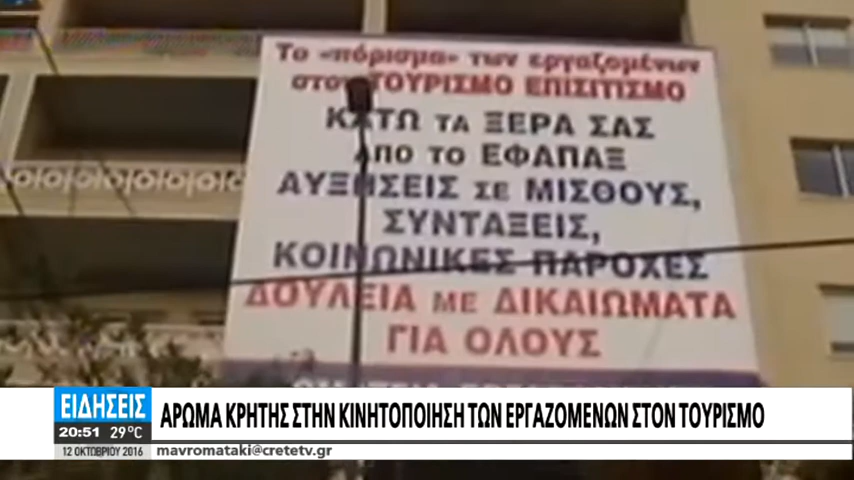 Το «πόρισμα» των εργαζομένων
στον ΤΟΥΡΙΣΜΟ ΕΠΙΣΙΤΙΣΜΟ
ΚΑΤΩ τα ΞΕΡΑ ΣΑΣ
ΑΠΟ το ΕΦΑΠΑΞ
ΑΥΞΗΣΕΙΣ σε ΜΙΣΘΟΥΣ,
ΣΥΝΤΑΞΕΙΣ,
ΚΟΙΝΩΝΙΚΕΣ ΠΑΡΟΧΕΣ
ΔΟΥΛΕΙΑ με ΔΙΚΑΙΩΜΑΤΑ
ΓΙΑ ΟΛΟΥΣ
ΕΙΔΗΣΕΙΣ
ΑΡΩΜΑ ΚΡΗΤΗΣ ΣΤΗΝ ΚΙΝΗΤΟΠΟΙΗΣΗ ΤΩΝ ΕΡΓΑΖΟΜΕΝΩΝ ΣΤΟΝ ΤΟΥΡΙΣΜΟ
20:51 29°C
12 ΟΚΤΩΒΡΙΟΥ 2016
mavromataki@cretetv.gr